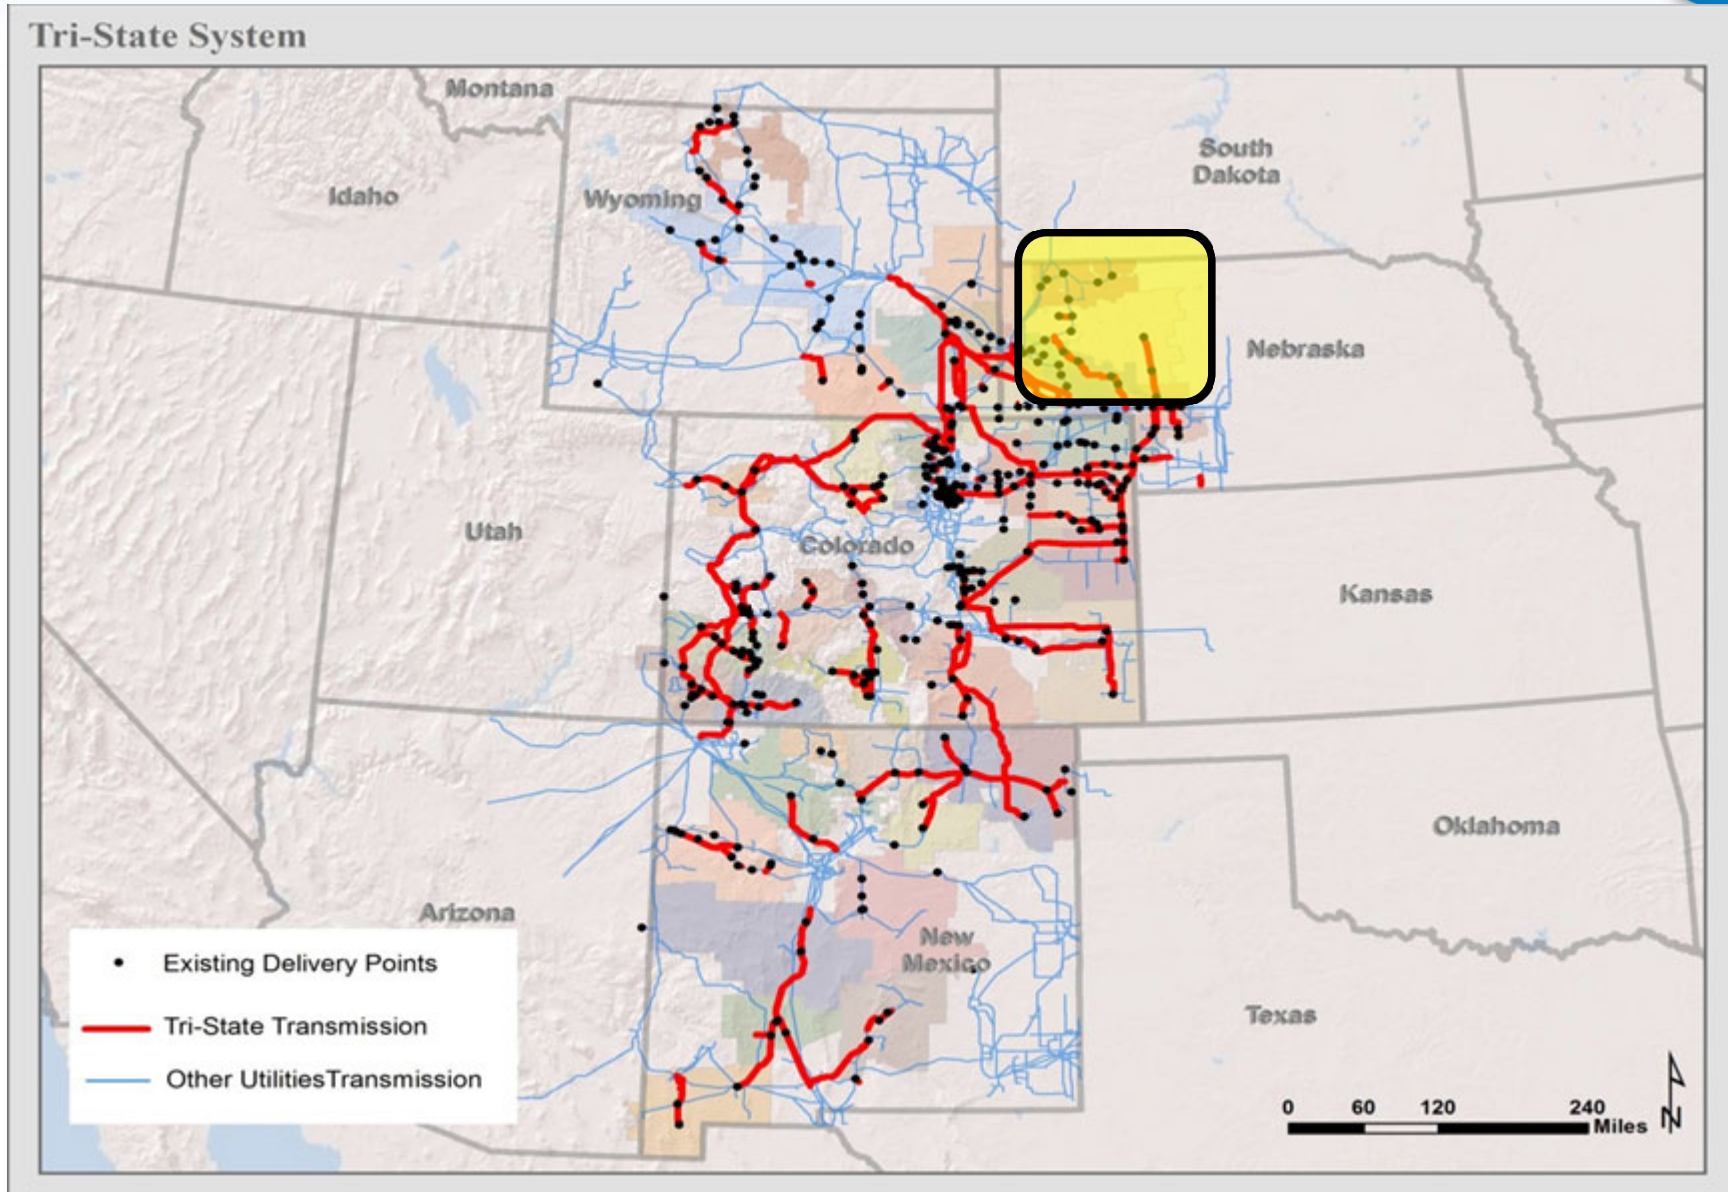 Tri-State System
Montana
South
Dakota
Idaho
Wyoming
Nebraska
Utah
Colorado
Kansas
Oklahoma
Arizona
New
Mexico
Texas
Existing Delivery Points
Tri-State Transmission
Other UtilitiesTransmission
0 60 120 240
Miles
N